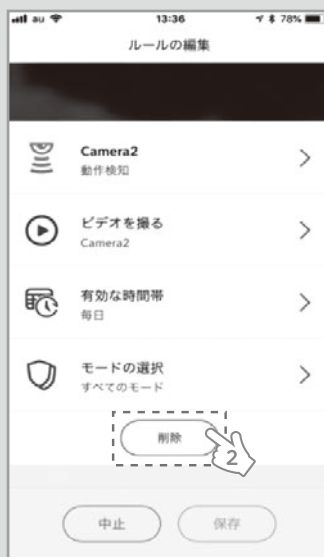 au 13:36 78%
ルールの編集
Camera2
動作検知
ビデオを撮る
Camera2
有効な時間帯
毎日
モードの選択
すべてのモード
削除
2
中止 保存